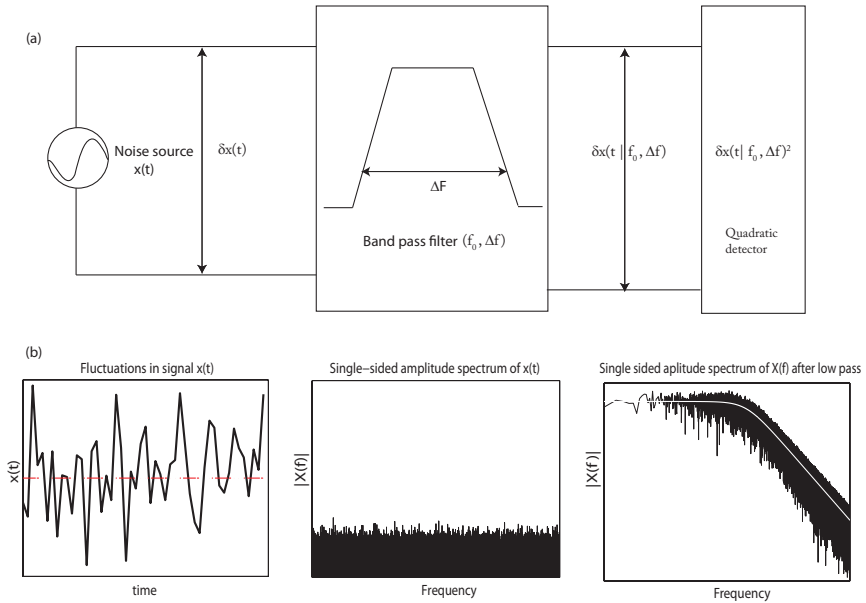 (a)
Noise source
x(t)
δx(t)
ΔF
Band pass filter (f₀, Δf)
δx(t | f₀, Δf)
δx(t| f₀, Δf)²
Quadratic
detector
(b)
Fluctuations in signal x(t)
x(t)
time
Single–sided amplitude spectrum of x(t)
|X(f)|
Frequency
Single sided aplitude spectrum of X(f) after low pass
|X(f )|
Frequency